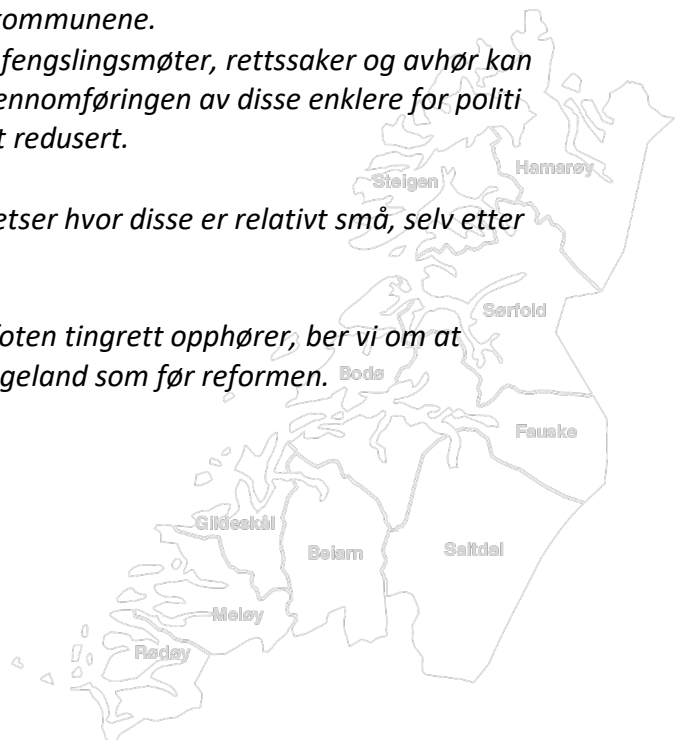 kommunene.
fengslingsmøter, rettssaker og avhør kan
ennomføringen av disse enklere for politi
t redusert.
etser hvor disse er relativt små, selv etter
foten tingrett opphører, ber vi om at
geland som før reformen.
Hamarøy
Steigen
Sørfold
Bodø
Fauske
Gildeskål
Beiarn
Saltdal
Meløy
Rødøy